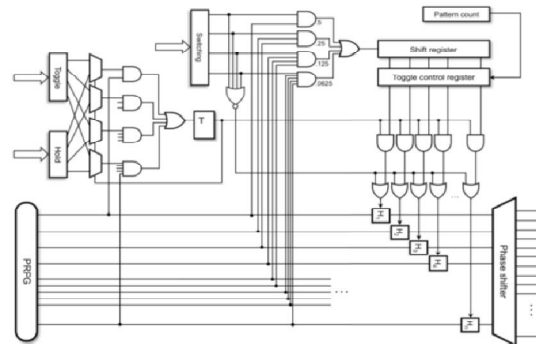 Pattern count
Switching
.5
.25
.125
.0625
Shift register
Toggle control register
Toggle
Hold
T
H
H
H
H
H
PRPG
Phase shifter